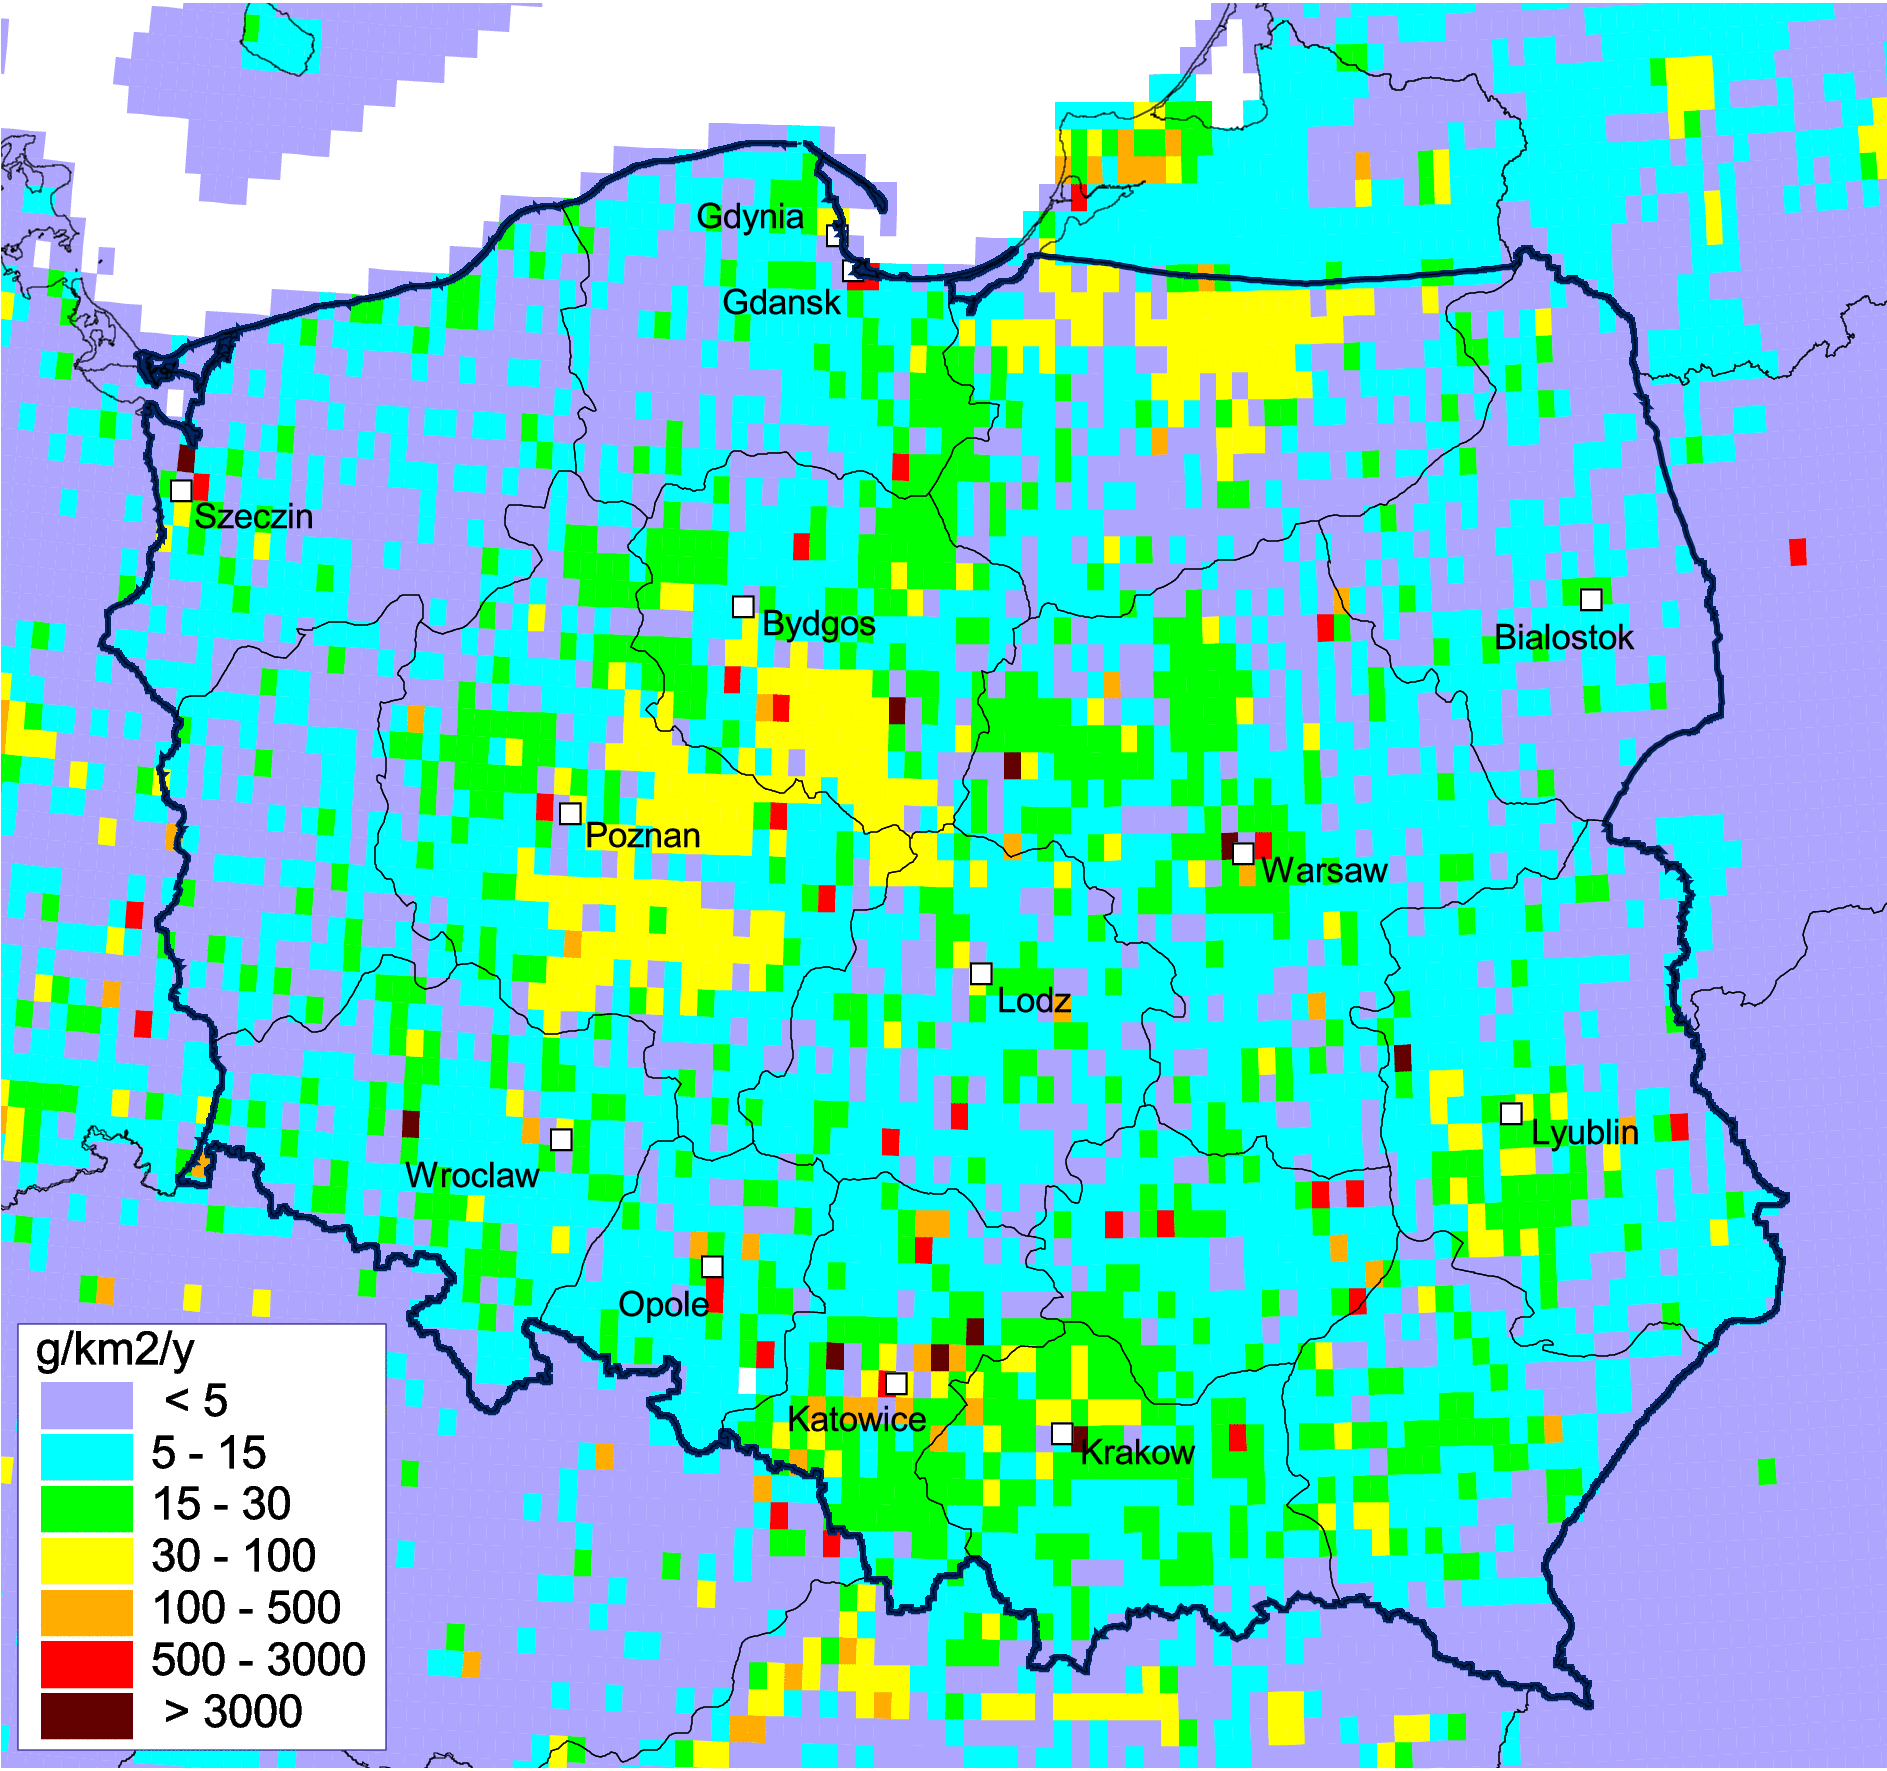 Gdynia
Gdansk
Szeczin
Bydgos
Bialostok
Poznan
Warsaw
Lodz
Lyublin
Wroclaw
Opole
Katowice
Krakow
g/km2/y
< 5
5 - 15
15 - 30
30 - 100
100 - 500
500 - 3000
> 3000